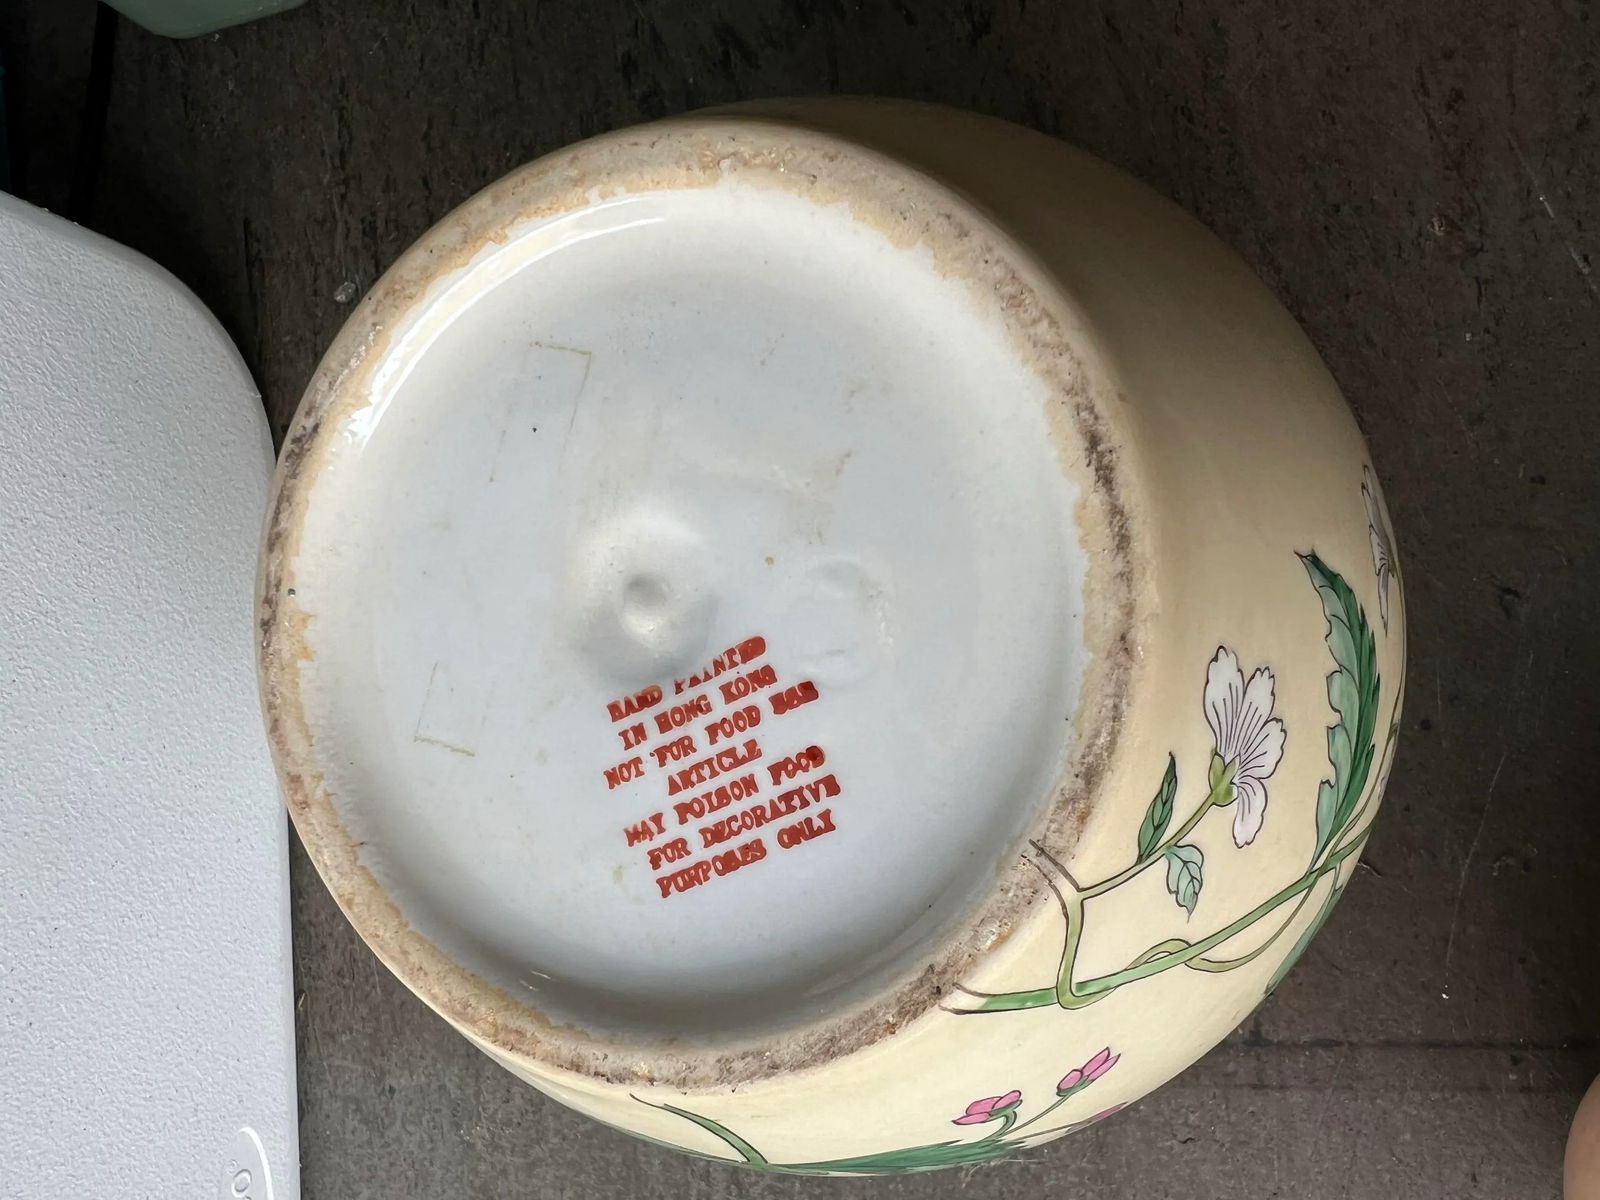 HAND PAINTED
IN HONG KONG
NOT FOR FOOD USE
ARTICLE
MAY POISON FOOD
FOR DECORATIVE
PURPOSES ONLY